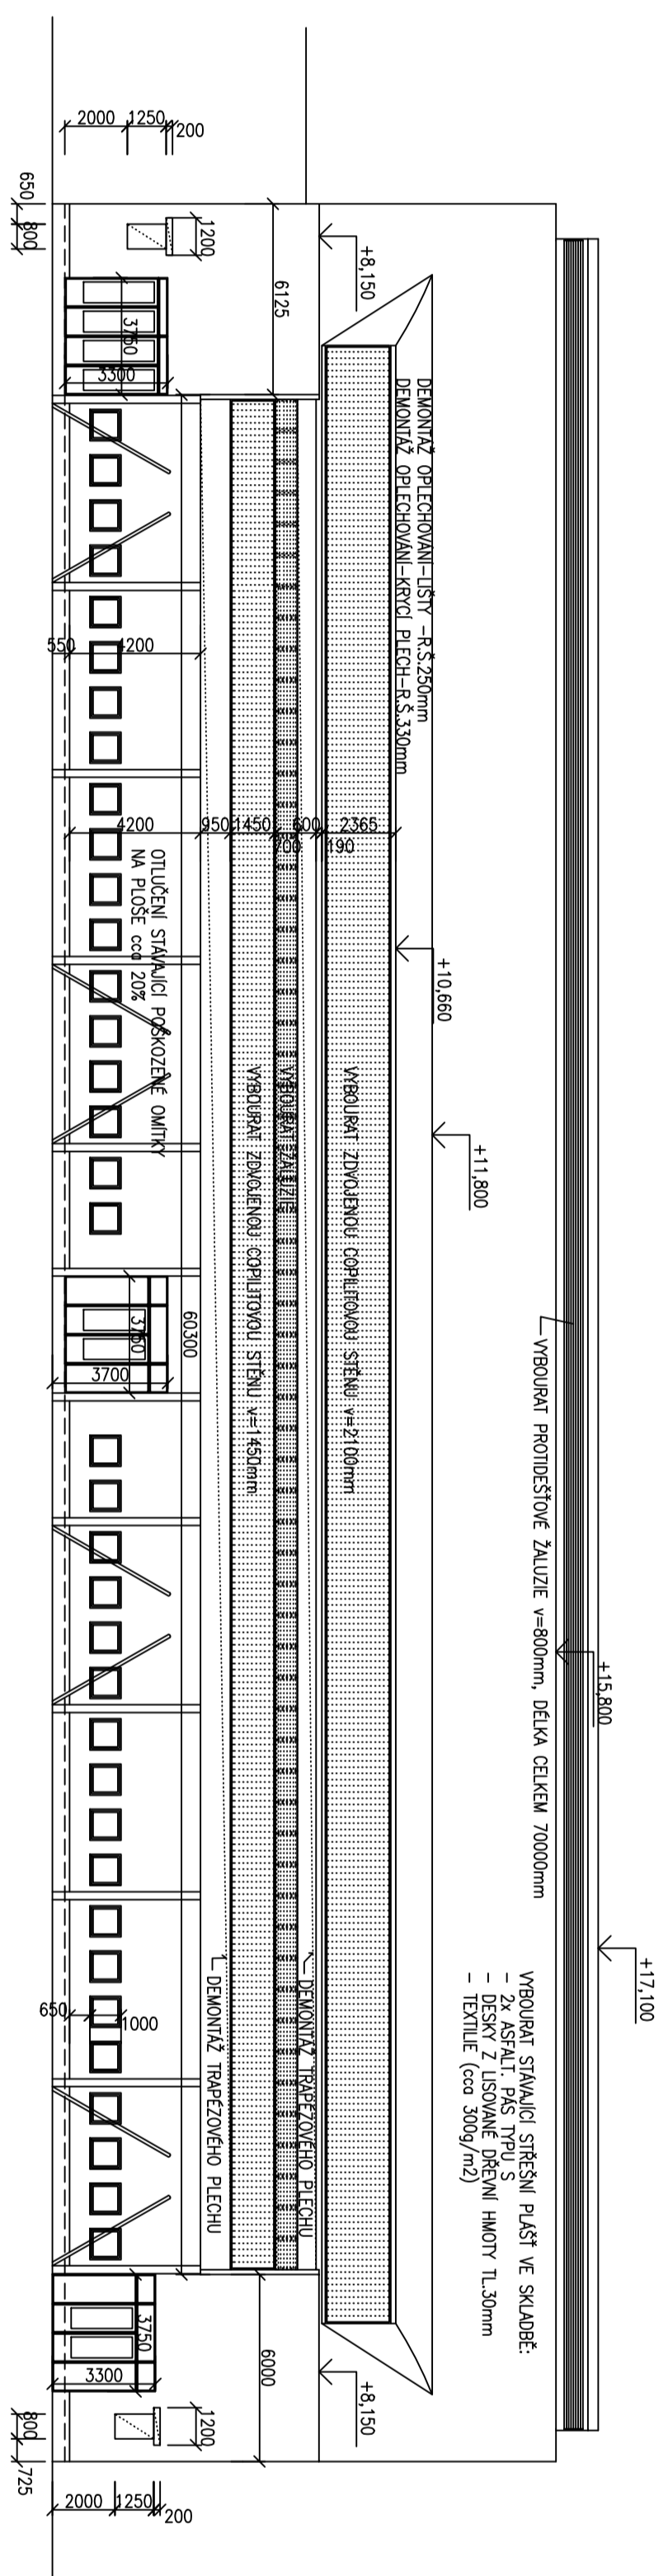 +17,100
+15,800
VYBOURAT PROTIDEŠŤOVÉ ŽALUZIE v=800mm, DÉLKA CELKEM 70000mm
VYBOURAT STÁVAJÍCÍ STŘEŠNÍ PLÁŠŤ VE SKLADBĚ:
- 2x ASFALT. PÁS TYPU S
- DESKY Z LISOVANÉ DŘEVNÍ HMOTY TL.30mm
- TEXTILIE (cca 300g/m2)
+11,800
+10,660
DEMONTÁŽ OPLECHOVÁNÍ-LIŠTY -R.Š.250mm
DEMONTÁŽ OPLECHOVÁNÍ-KRYCÍ PLECH-R.Š.330mm
+8,150
+8,150
VYBOURAT ZDVOJENOU COPILITOVOU STĚNU v=2100mm
VYBOURAT ŽALUZIE
VYBOURAT ZDVOJENOU COPILITOVOU STĚNU v=1450mm
DEMONTÁŽ TRAPÉZOVÉHO PLECHU
DEMONTÁŽ TRAPÉZOVÉHO PLECHU
2365
190
600
700
1450
950
4200
6125
60300
6000
OTLUČENÍ STÁVAJÍCÍ POŠKOZENÉ OMÍTKY
NA PLOŠE cca 20%
2000
1250
200
650
800
1200
3750
3300
550
4200
3750
3700
650
1000
3750
3300
1200
800
725
2000
1250
200